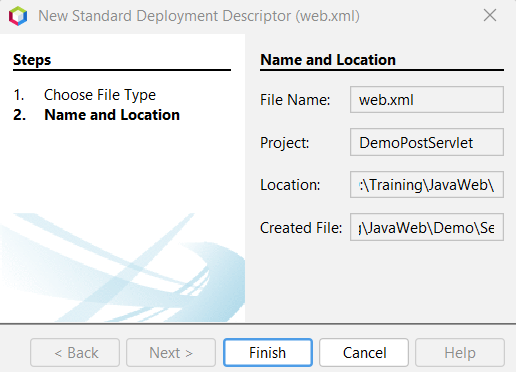 New Standard Deployment Descriptor (web.xml)
Steps
1. Choose File Type
2. Name and Location
Name and Location
File Name: web.xml
Project: DemoPostServlet
Location: :\Training\JavaWeb\
Created File: g\JavaWeb\Demo\Se
< Back Next > Finish Cancel Help